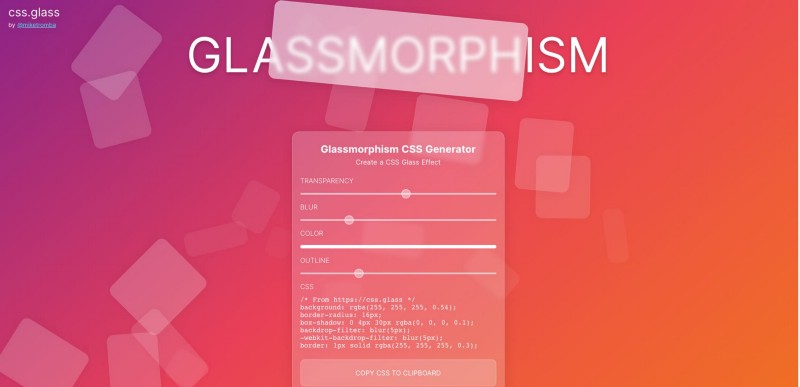 css.glass
by @miketromba
GLASSMORPHISM
Glassmorphism CSS Generator
Create a CSS Glass Effect
TRANSPARENCY
BLUR
COLOR
OUTLINE
CSS
/* From https://css.glass */
background: rgba(255, 255, 255, 0.54);
border-radius: 16px;
box-shadow: 0 4px 30px rgba(0, 0, 0, 0.1);
backdrop-filter: blur(5px);
-webkit-backdrop-filter: blur(5px);
border: 1px solid rgba(255, 255, 255, 0.3);
COPY CSS TO CLIPBOARD